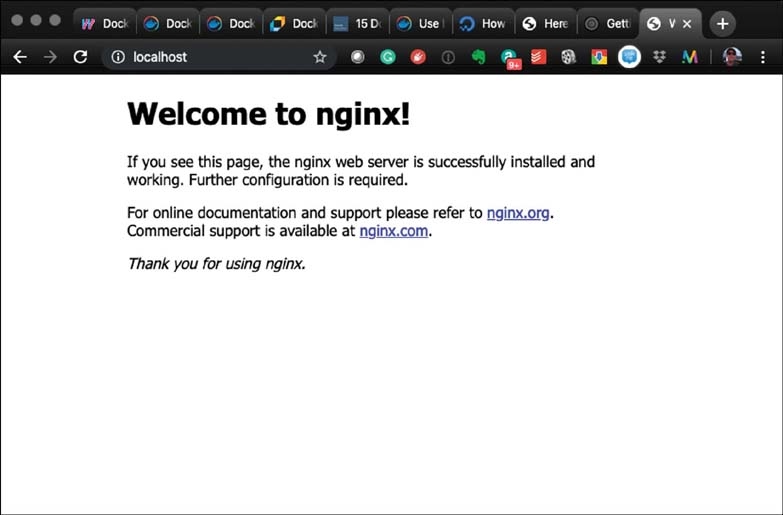 Dock
Dock
Dock
Dock
15 D
Use
How
Here
Gett
localhost
9+
Welcome to nginx!
If you see this page, the nginx web server is successfully installed and
working. Further configuration is required.
For online documentation and support please refer to nginx.org.
Commercial support is available at nginx.com.
Thank you for using nginx.